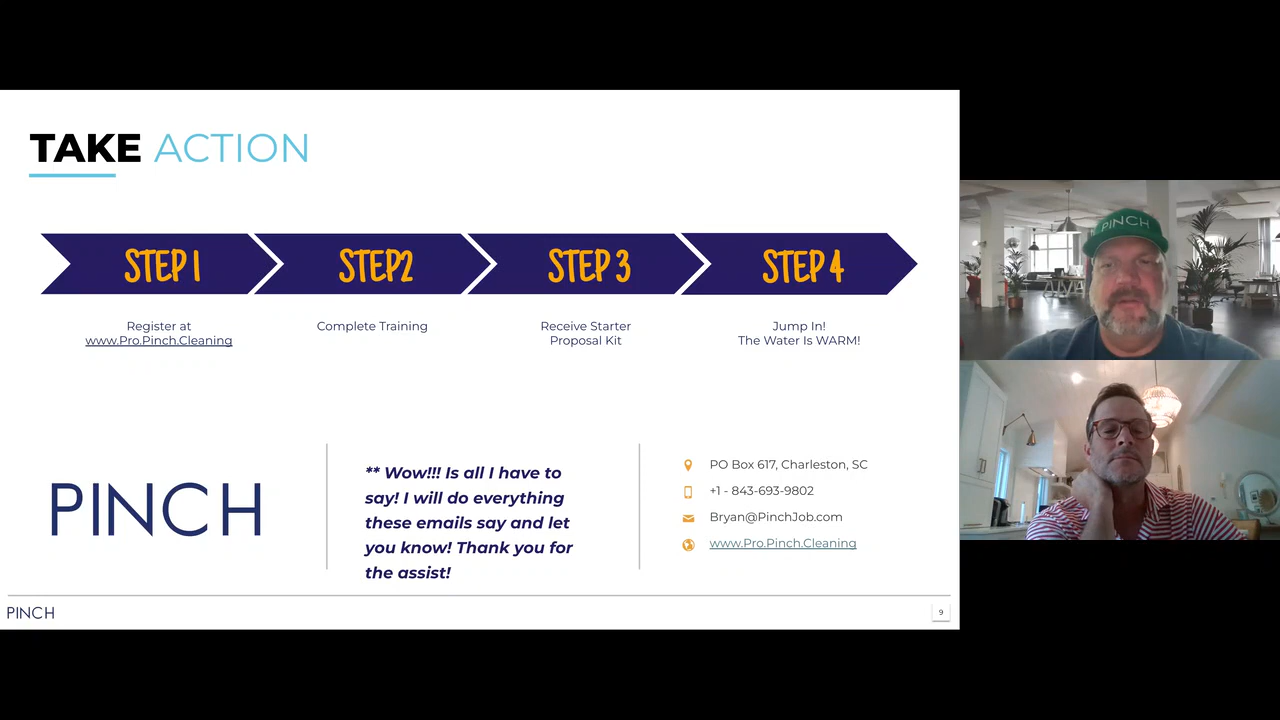 TAKE ACTION
STEP 1
STEP2
STEP 3
STEP 4
Register at
www.Pro.Pinch.Cleaning
Complete Training
Receive Starter
Proposal Kit
Jump In!
The Water Is WARM!
PINCH
** Wow!!! Is all I have to
say! I will do everything
these emails say and let
you know! Thank you for
the assist!
PO Box 617, Charleston, SC
+1 - 843-693-9802
Bryan@PinchJob.com
www.Pro.Pinch.Cleaning
PINCH
9
PINCH